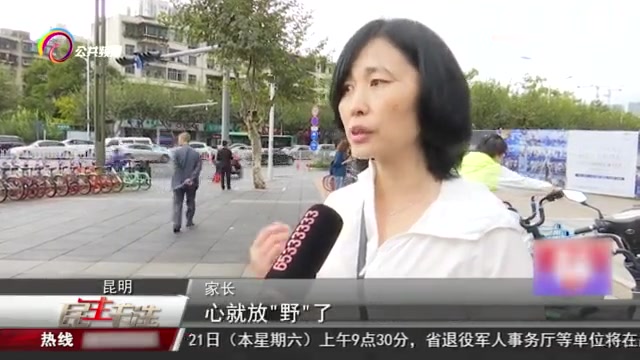 公共频道
65333333
昆明
家长
民生关注
心就放"野"了
热线
21日（本星期六）上午9点30分，省退役军人事务厅等单位将在